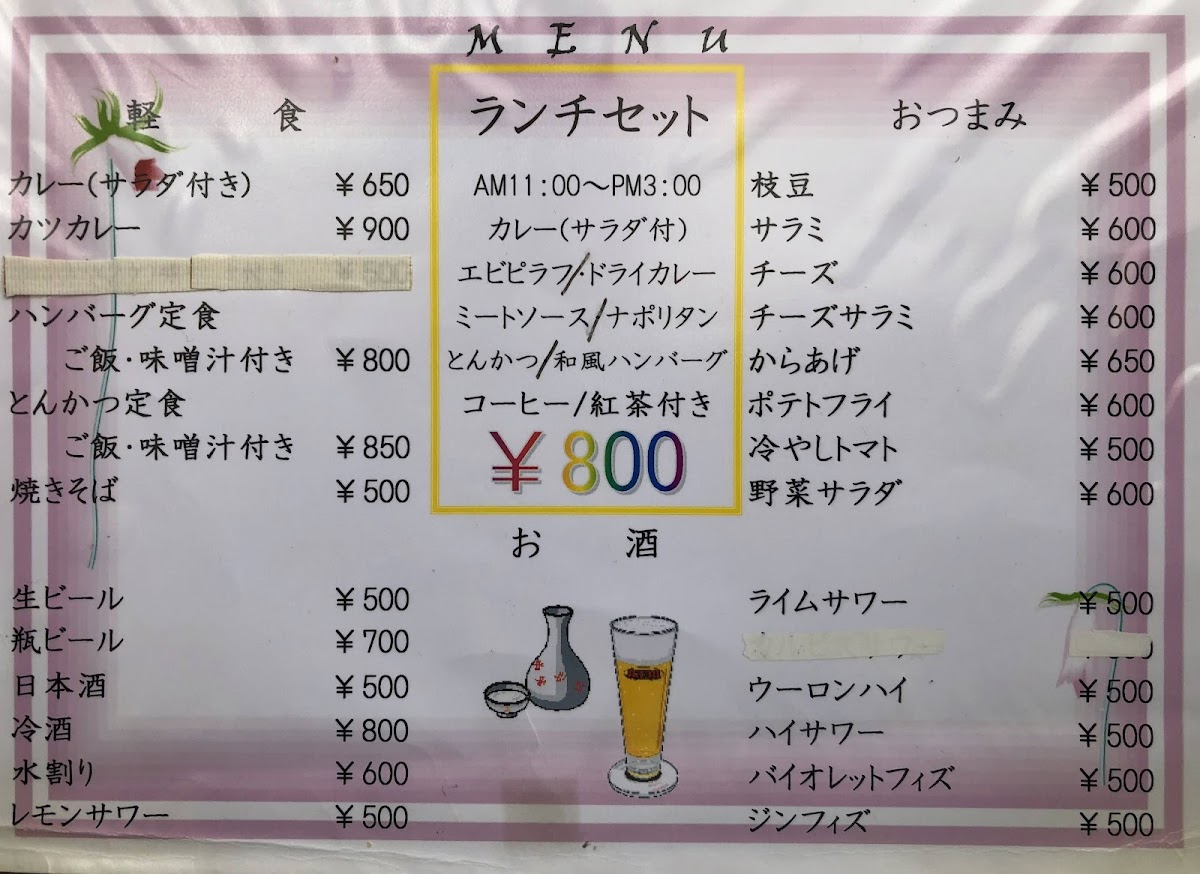 MENU
軽食
カレー(サラダ付き) ¥650
カツカレー ¥900
ハンバーグ定食
ご飯・味噌汁付き ¥800
とんかつ定食
ご飯・味噌汁付き ¥850
焼きそば ¥500
ランチセット
AM11:00〜PM3:00
カレー(サラダ付)
エビピラフ/・ドライカレー
ミートソース/ナポリタン
とんかつ/和風ハンバーグ
コーヒー/紅茶付き
¥800
おつまみ
枝豆 ¥500
サラミ ¥600
チーズ ¥600
チーズサラミ ¥600
からあげ ¥650
ポテトフライ ¥600
冷やしトマト ¥500
野菜サラダ ¥600
お酒
生ビール ¥500
瓶ビール ¥700
日本酒 ¥500
冷酒 ¥800
水割り ¥600
レモンサワー ¥500
ライムサワー ¥500
ウーロンハイ ¥500
ハイサワー ¥500
バイオレットフィズ ¥500
ジンフィズ ¥500